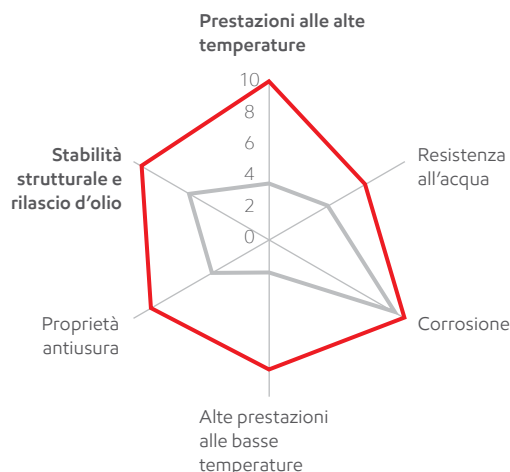 Prestazioni alle alte
temperature
10
8
6
4
2
0
Resistenza
all'acqua
Stabilità
strutturale e
rilascio d'olio
Corrosione
Proprietà
antiusura
Alte prestazioni
alle basse
temperature